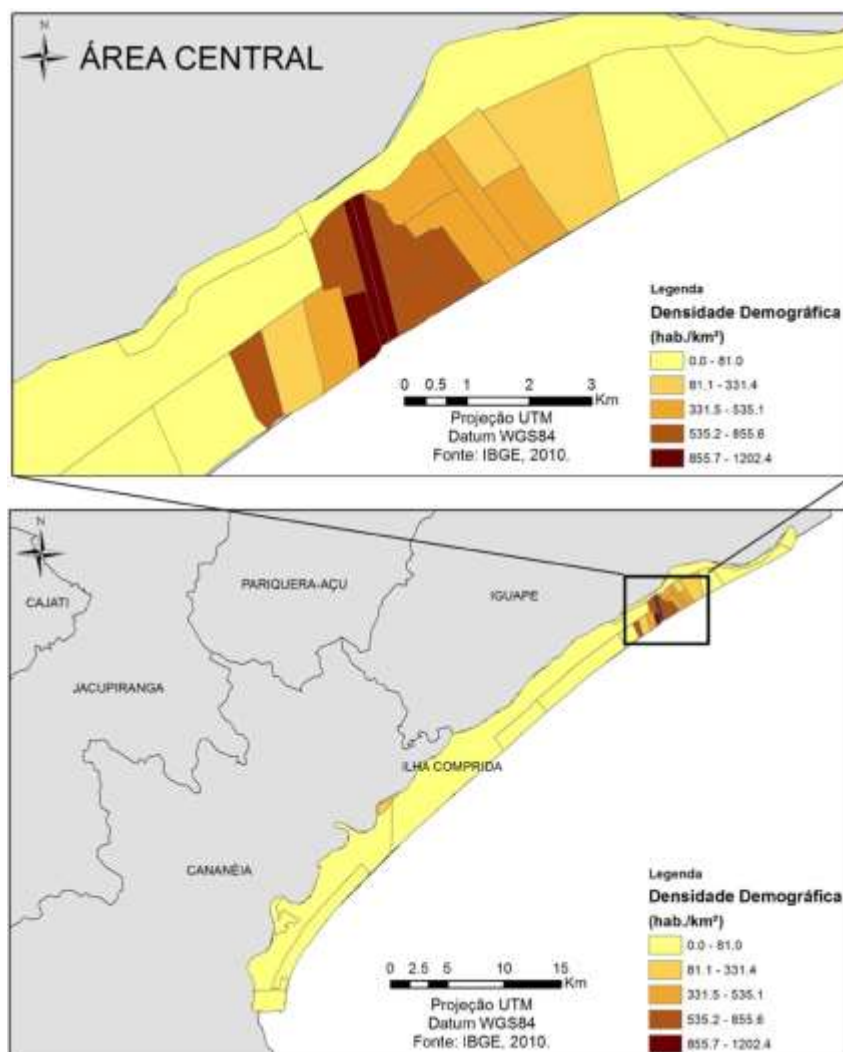 N
ÁREA CENTRAL
Legenda
Densidade Demográfica
(hab./km²)
0.0 - 81.0
81.1 - 331.4
331.5 - 535.1
535.2 - 855.6
855.7 - 1202.4
0 0.5 1 2 3
Km
Projeção UTM
Datum WGS84
Fonte: IBGE, 2010.
N
CAJATI
PARIQUERA-AÇU
IGUAPE
JACUPIRANGA
ILHA COMPRIDA
CANANÉIA
Legenda
Densidade Demográfica
(hab./km²)
0.0 - 81.0
81.1 - 331.4
331.5 - 535.1
535.2 - 855.6
855.7 - 1202.4
0 2.5 5 10 15
Km
Projeção UTM
Datum WGS84
Fonte: IBGE, 2010.